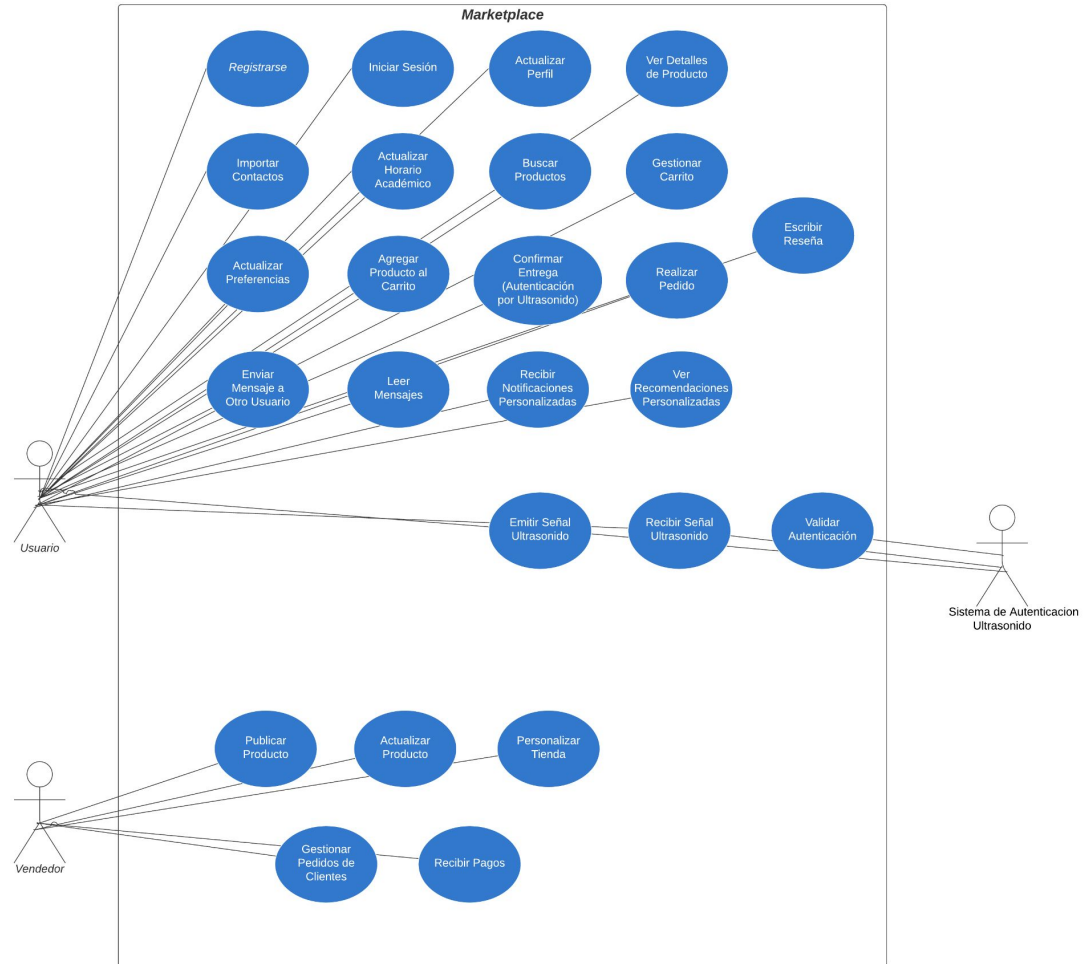 Marketplace
Registrarse
Iniciar Sesión
Actualizar
Perfil
Ver Detalles
de Producto
Importar
Contactos
Actualizar
Horario
Académico
Buscar
Productos
Gestionar
Carrito
Escribir
Reseña
Actualizar
Preferencias
Agregar
Producto al
Carrito
Confirmar
Entrega
(Autenticación
por Ultrasonido)
Realizar
Pedido
Enviar
Mensaje a
Otro Usuario
Leer
Mensajes
Recibir
Notificaciones
Personalizadas
Ver
Recomendaciones
Personalizadas
Usuario
Emitir Señal
Ultrasonido
Recibir Señal
Ultrasonido
Validar
Autenticación
Sistema de Autenticacion
Ultrasonido
Publicar
Producto
Actualizar
Producto
Personalizar
Tienda
Vendedor
Gestionar
Pedidos de
Clientes
Recibir Pagos